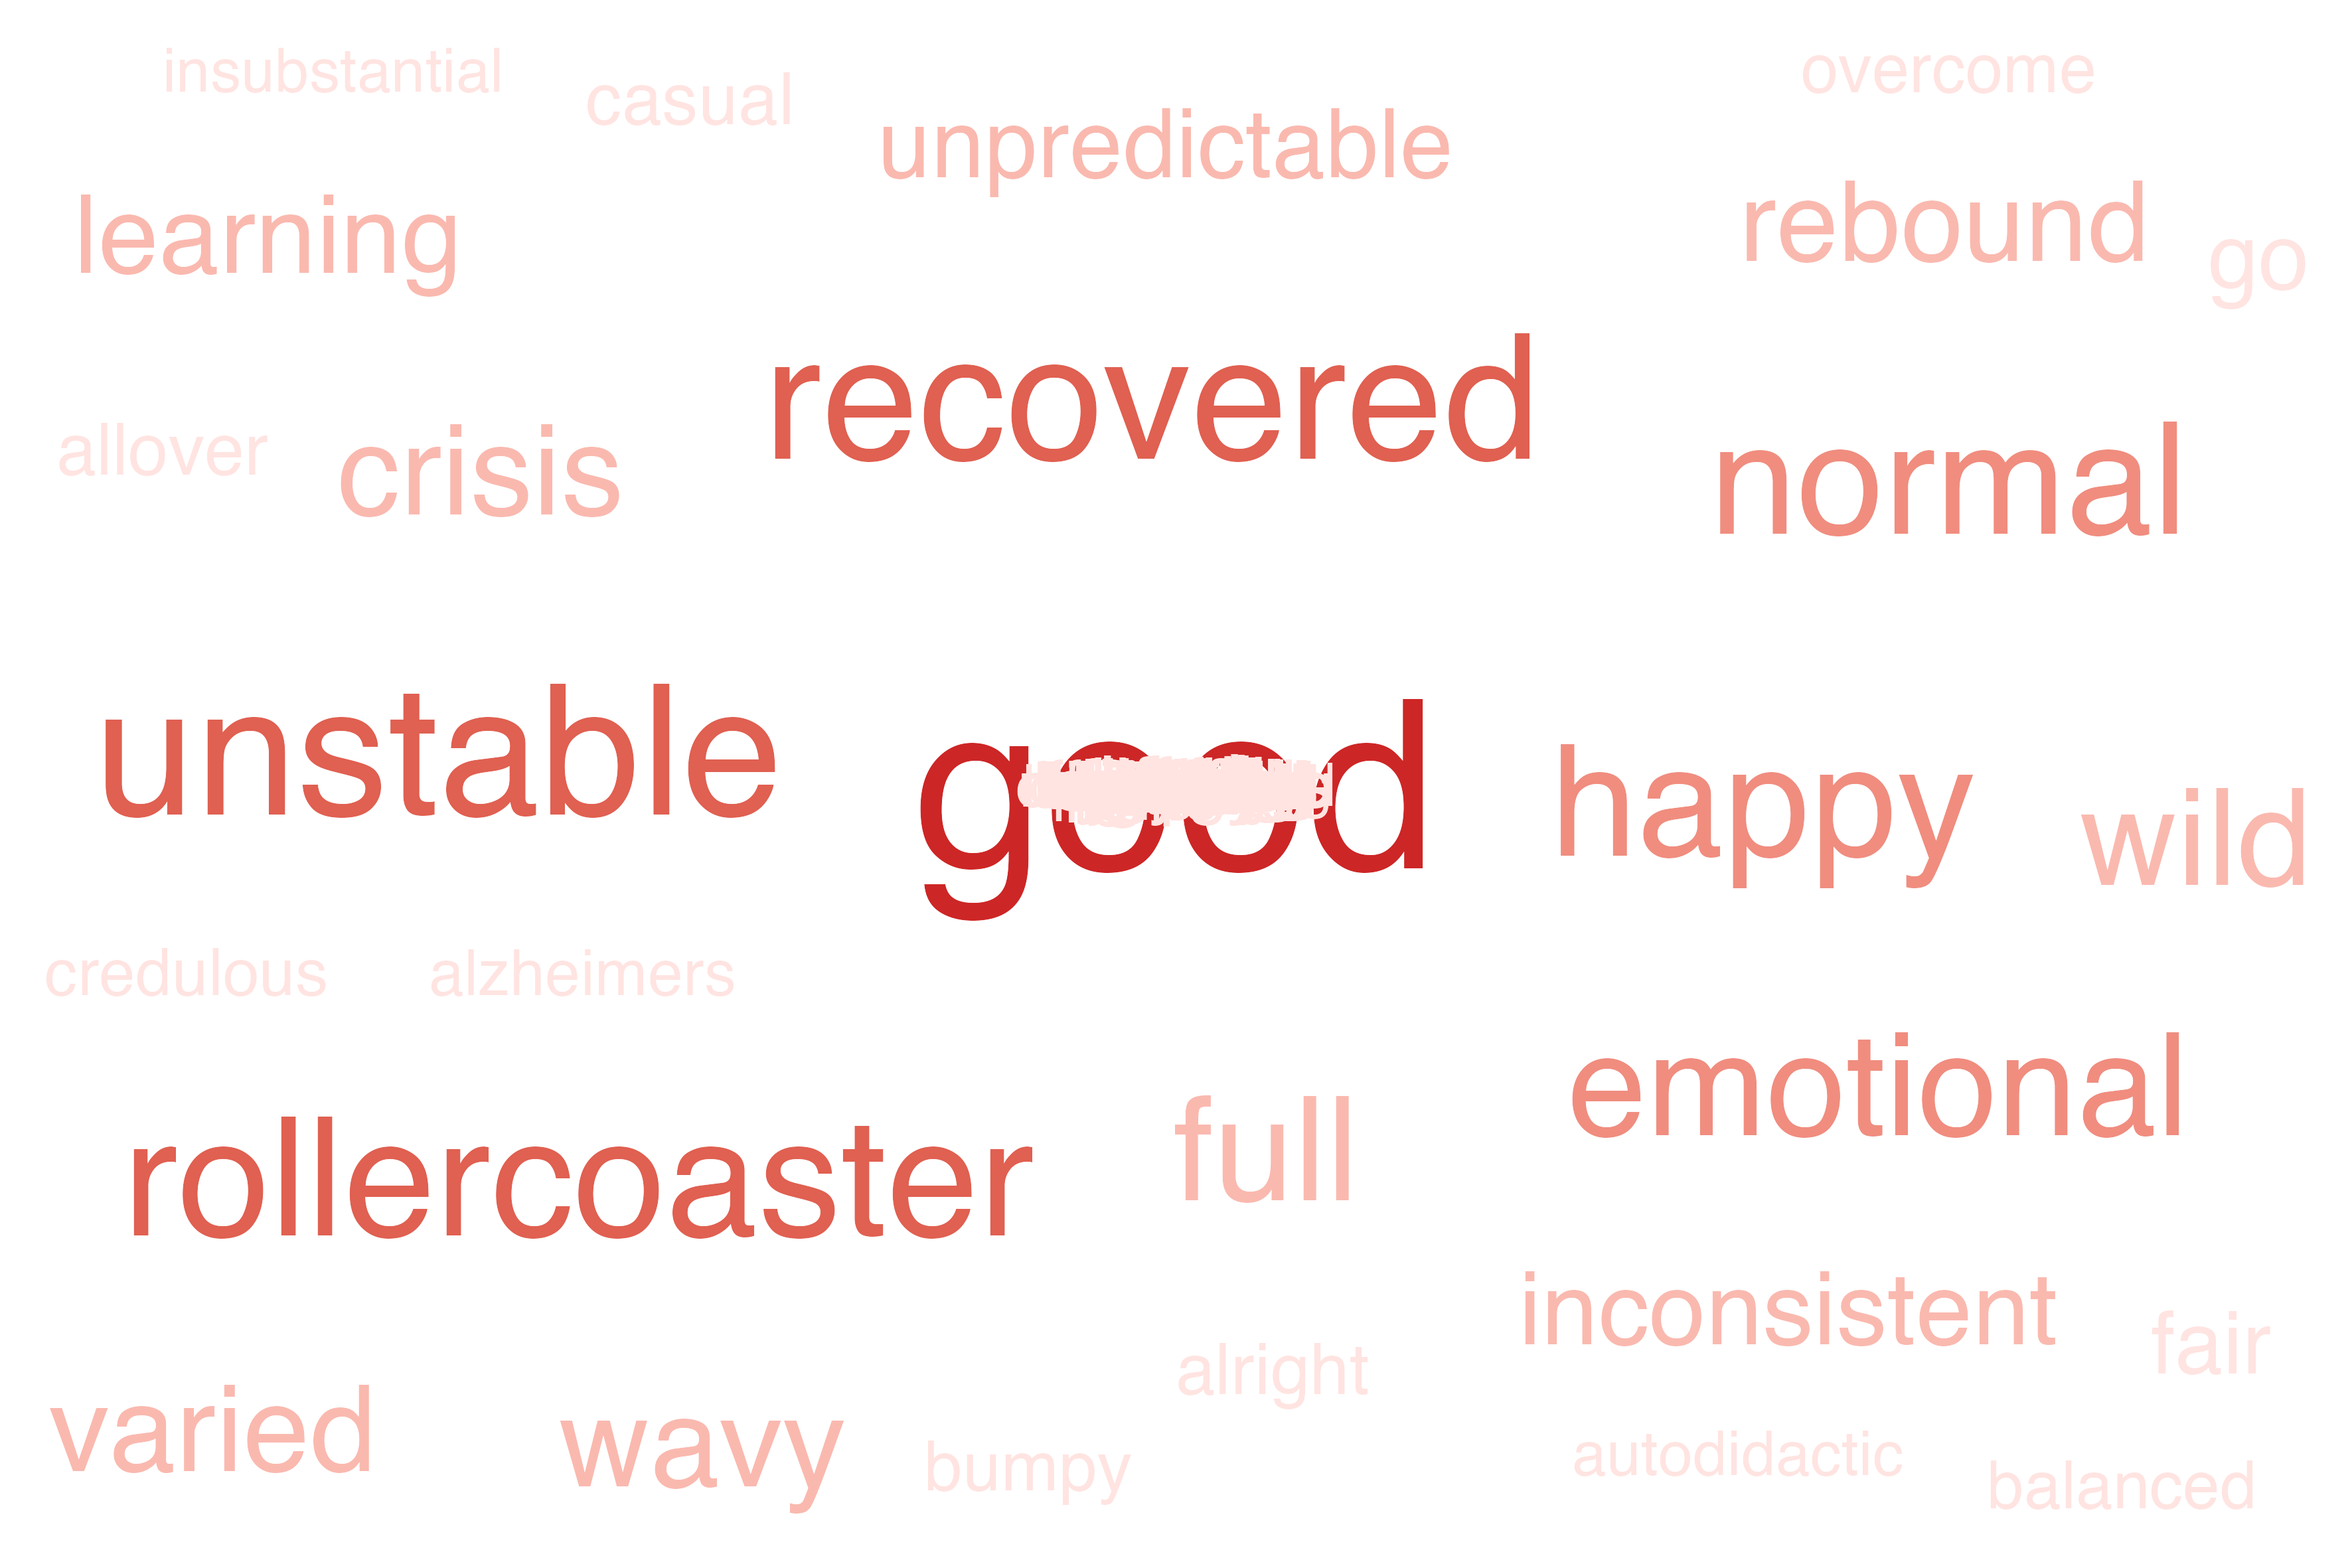 insubstantial
casual
overcome
unpredictable
learning
rebound
go
recovered
allover
crisis
normal
unstable
good
happy
wild
credulous
alzheimers
emotional
rollercoaster
full
inconsistent
fair
alright
varied
wavy
bumpy
autodidactic
balanced